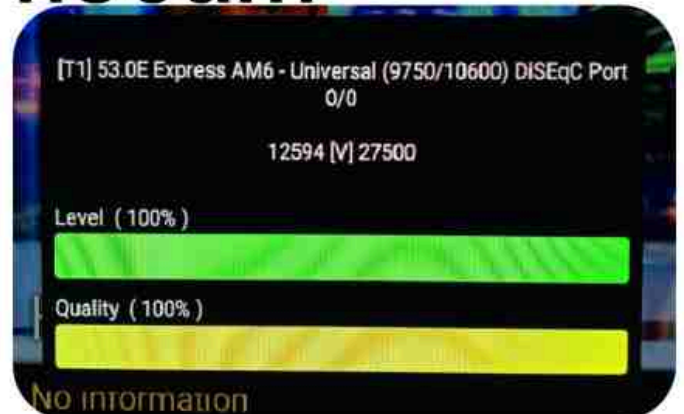 [T1] 53.0E Express AM6 - Universal (9750/10600) DiSEqC Port
0/0
12594 [V] 27500
Level ( 100% )
Quality ( 100% )
No information